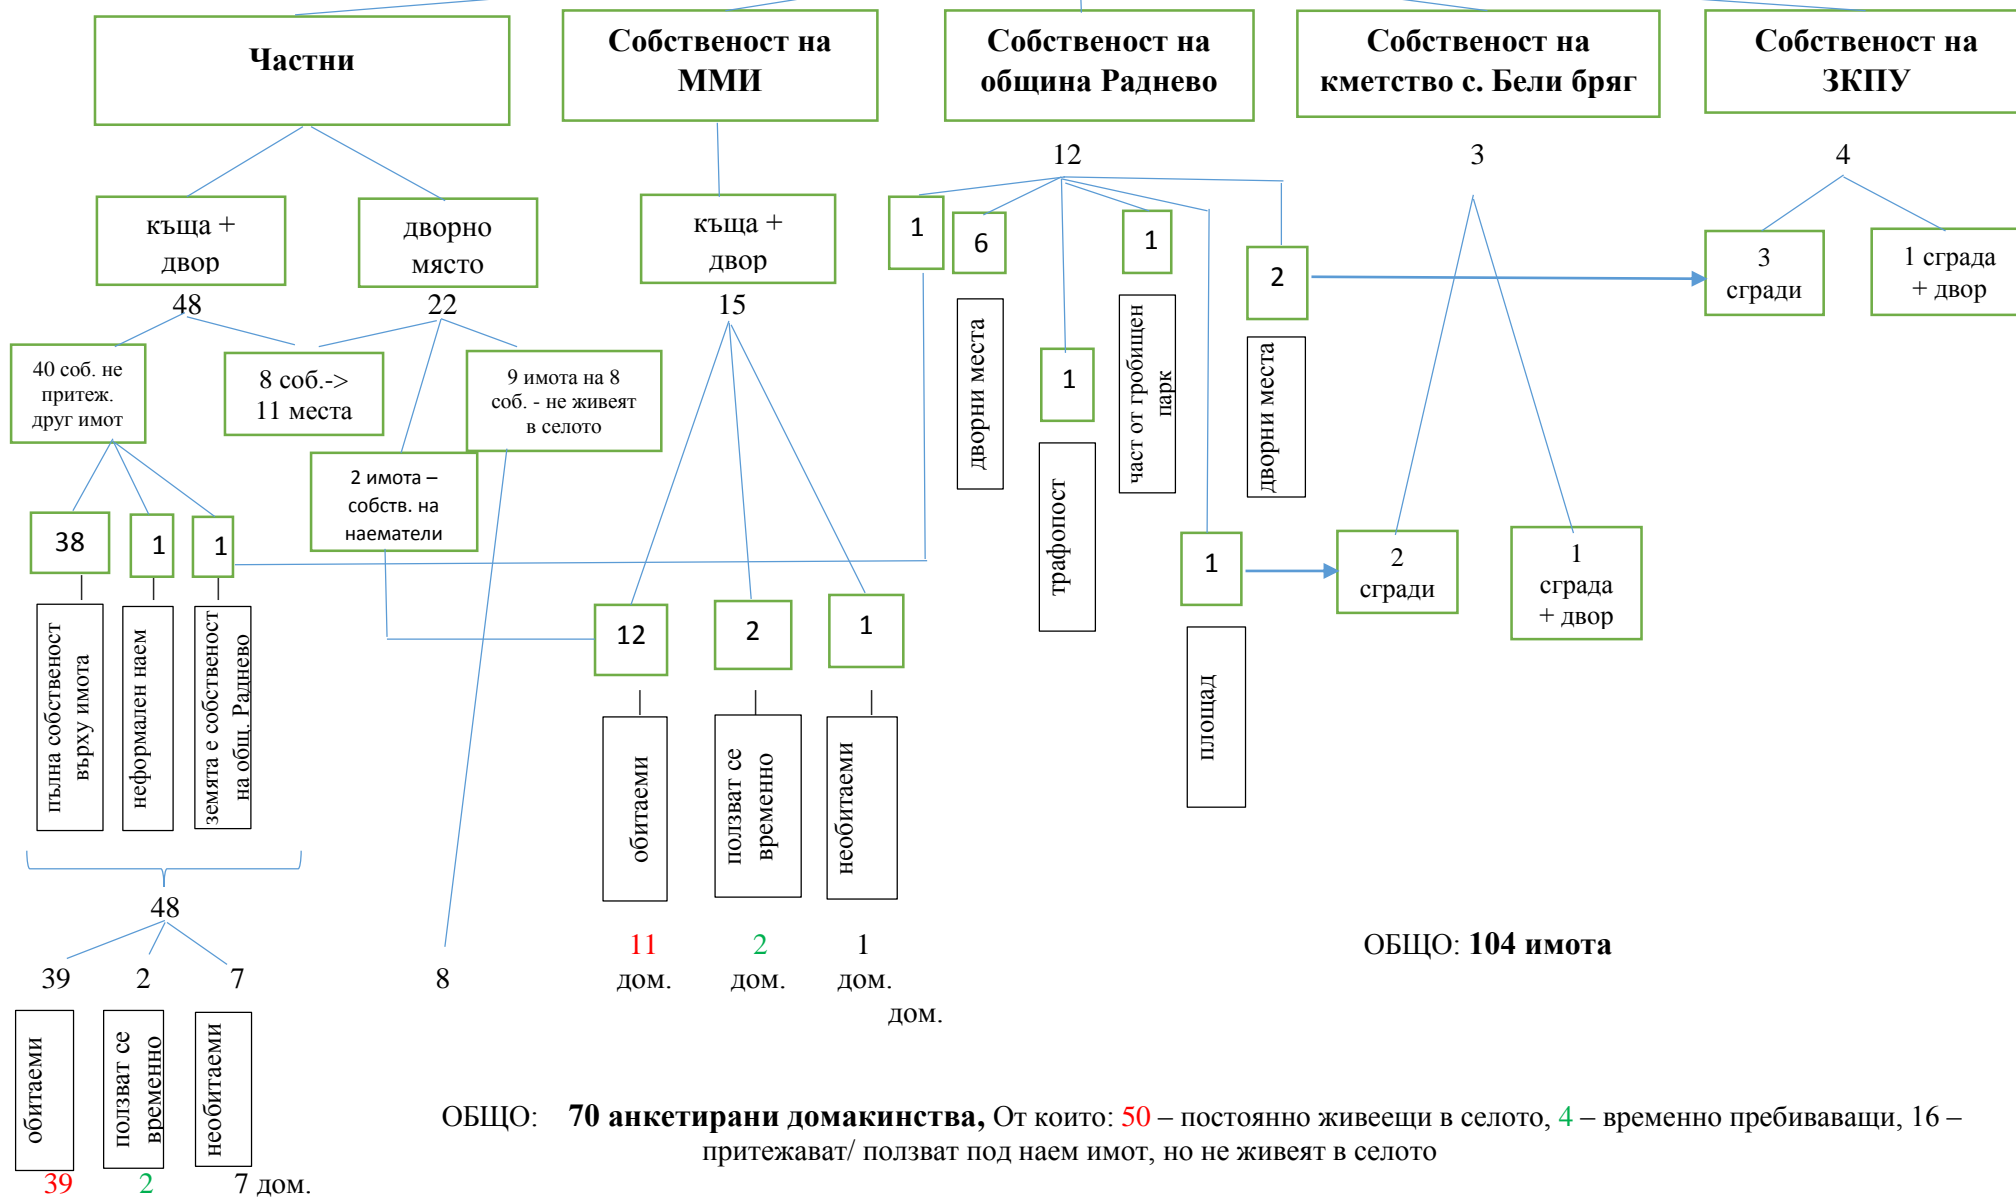 Частни
Собственост на
ММИ
Собственост на
община Раднево
Собственост на
кметство с. Бели бряг
Собственост на
ЗКПУ
12
3
4
къща +
двор
дворно
място
къща +
двор
1
6
1
2
3
сгради
1 сграда
+ двор
48
22
15
дворни места
част от гробищен
парк
дворни места
40 соб. не
притеж.
друг имот
8 соб.->
11 места
9 имота на 8
соб. - не живеят
в селото
1
трафопост
2 имота –
собств. на
наематели
38
1
1
1
2
сгради
1
сграда
+ двор
пълна собственост
върху имота
неформален наем
земята е собственост
на общ. Раднево
12
2
1
площад
обитаеми
ползват се
временно
необитаеми
48
11
дом.
2
дом.
1
дом.
дом.
ОБЩО: 104 имота
39
2
7
8
обитаеми
ползват се
временно
необитаеми
39
2
7 дом.
ОБЩО: 70 анкетирани домакинства, От които: 50 – постоянно живеещи в селото, 4 – временно пребиваващи, 16 –
притежават/ ползват под наем имот, но не живеят в селото